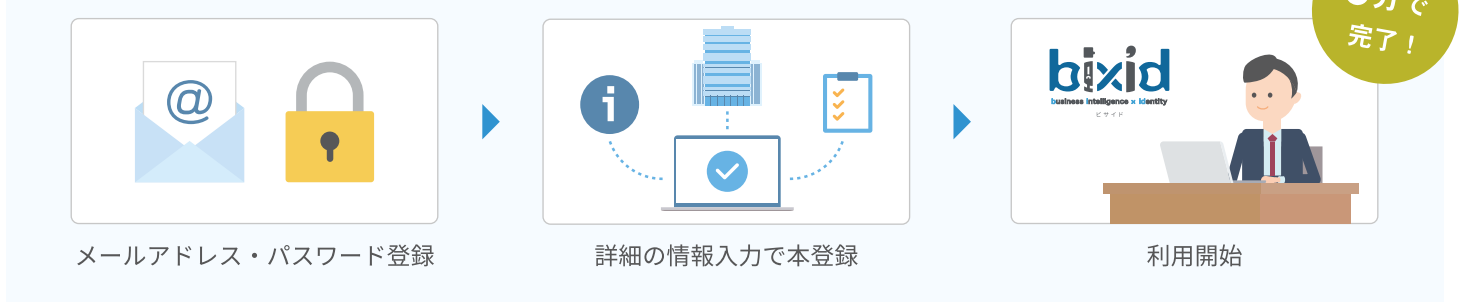 分で
完了！
@
i
bixid
business intelligence x identity
ビサイド
メールアドレス・パスワード登録
詳細の情報入力で本登録
利用開始